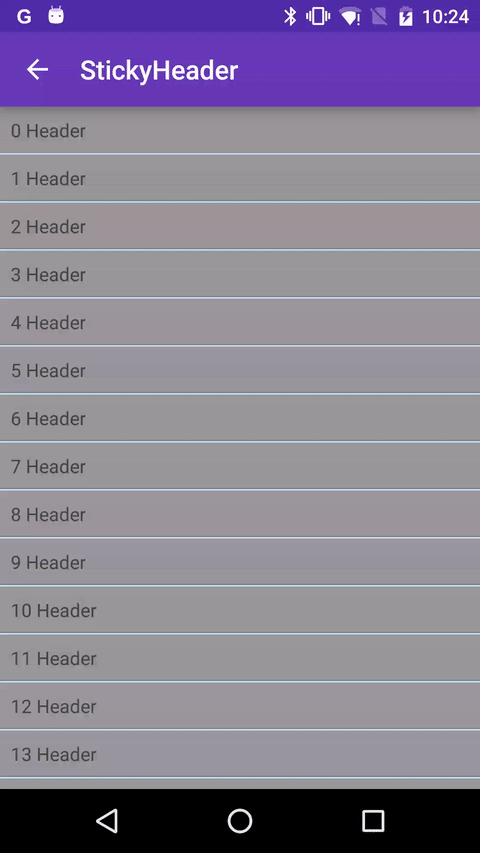 G
10:24
StickyHeader
0 Header
1 Header
2 Header
3 Header
4 Header
5 Header
6 Header
7 Header
8 Header
9 Header
10 Header
11 Header
12 Header
13 Header